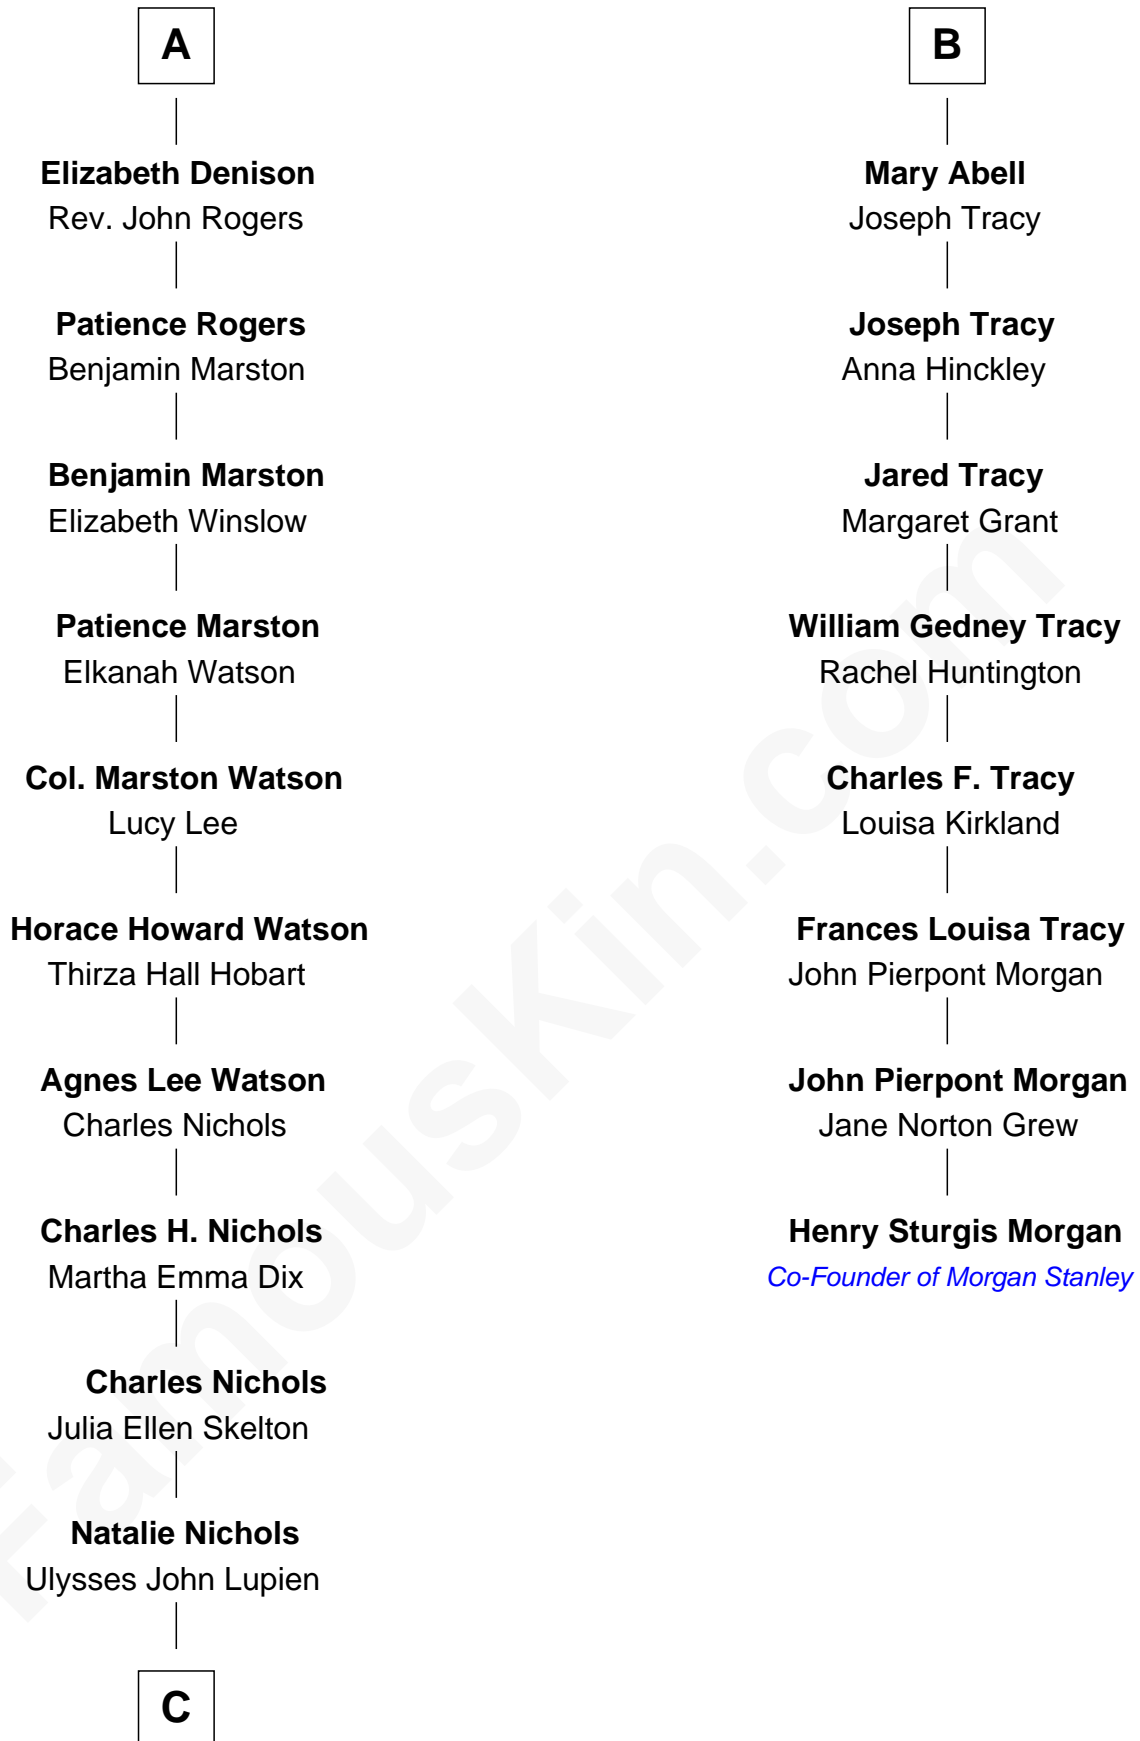 A
Elizabeth Denison
Rev. John Rogers
Patience Rogers
Benjamin Marston
Benjamin Marston
Elizabeth Winslow
Patience Marston
Elkanah Watson
Col. Marston Watson
Lucy Lee
Horace Howard Watson
Thirza Hall Hobart
Agnes Lee Watson
Charles Nichols
Charles H. Nichols
Martha Emma Dix
Charles Nichols
Julia Ellen Skelton
Natalie Nichols
Ulysses John Lupien
C
B
Mary Abell
Joseph Tracy
Joseph Tracy
Anna Hinckley
Jared Tracy
Margaret Grant
William Gedney Tracy
Rachel Huntington
Charles F. Tracy
Louisa Kirkland
Frances Louisa Tracy
John Pierpont Morgan
John Pierpont Morgan
Jane Norton Grew
Henry Sturgis Morgan
Co-Founder of Morgan Stanley
FamousKin.com